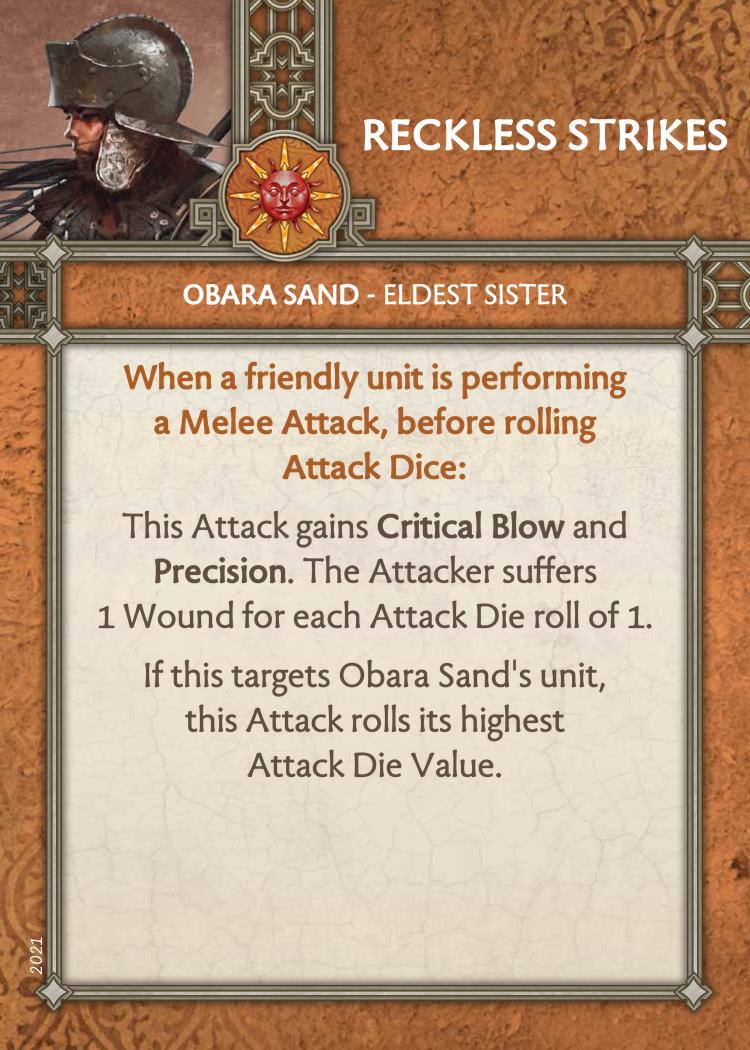 RECKLESS STRIKES
OBARA SAND - ELDEST SISTER
When a friendly unit is performing
a Melee Attack, before rolling
Attack Dice:
This Attack gains Critical Blow and
Precision. The Attacker suffers
1 Wound for each Attack Die roll of 1.
If this targets Obara Sand's unit,
this Attack rolls its highest
Attack Die Value.
2021